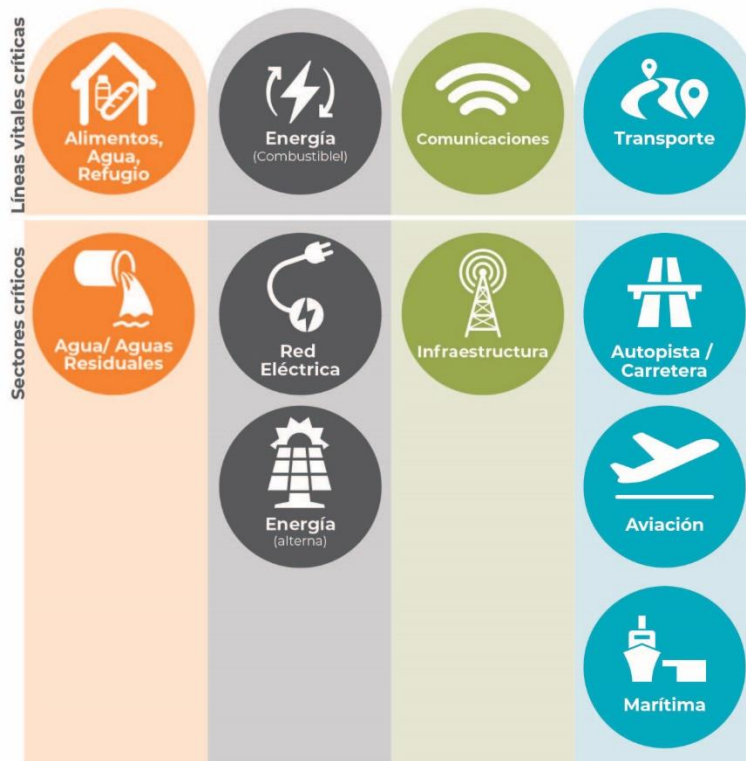 Líneas vitales críticas
Alimentos,
Agua,
Refugio
Energía
(Combustiblel)
Comunicaciones
Transporte
Sectores críticos
Agua/ Aguas
Residuales
Red
Eléctrica
Infraestructura
Autopista /
Carretera
Energía
(alterna)
Aviación
Marítima